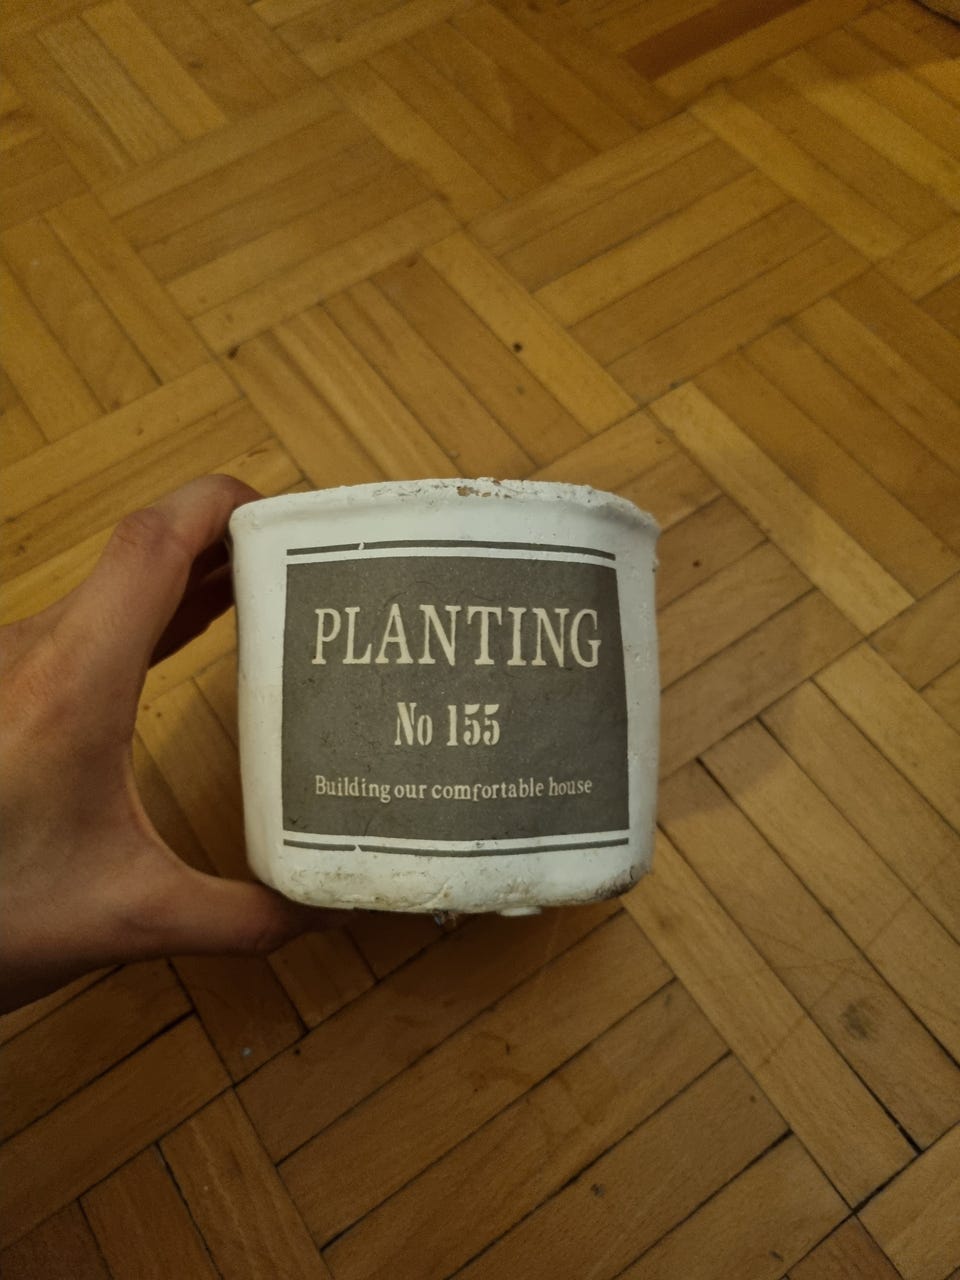 PLANTING
No 155
Building our comfortable house